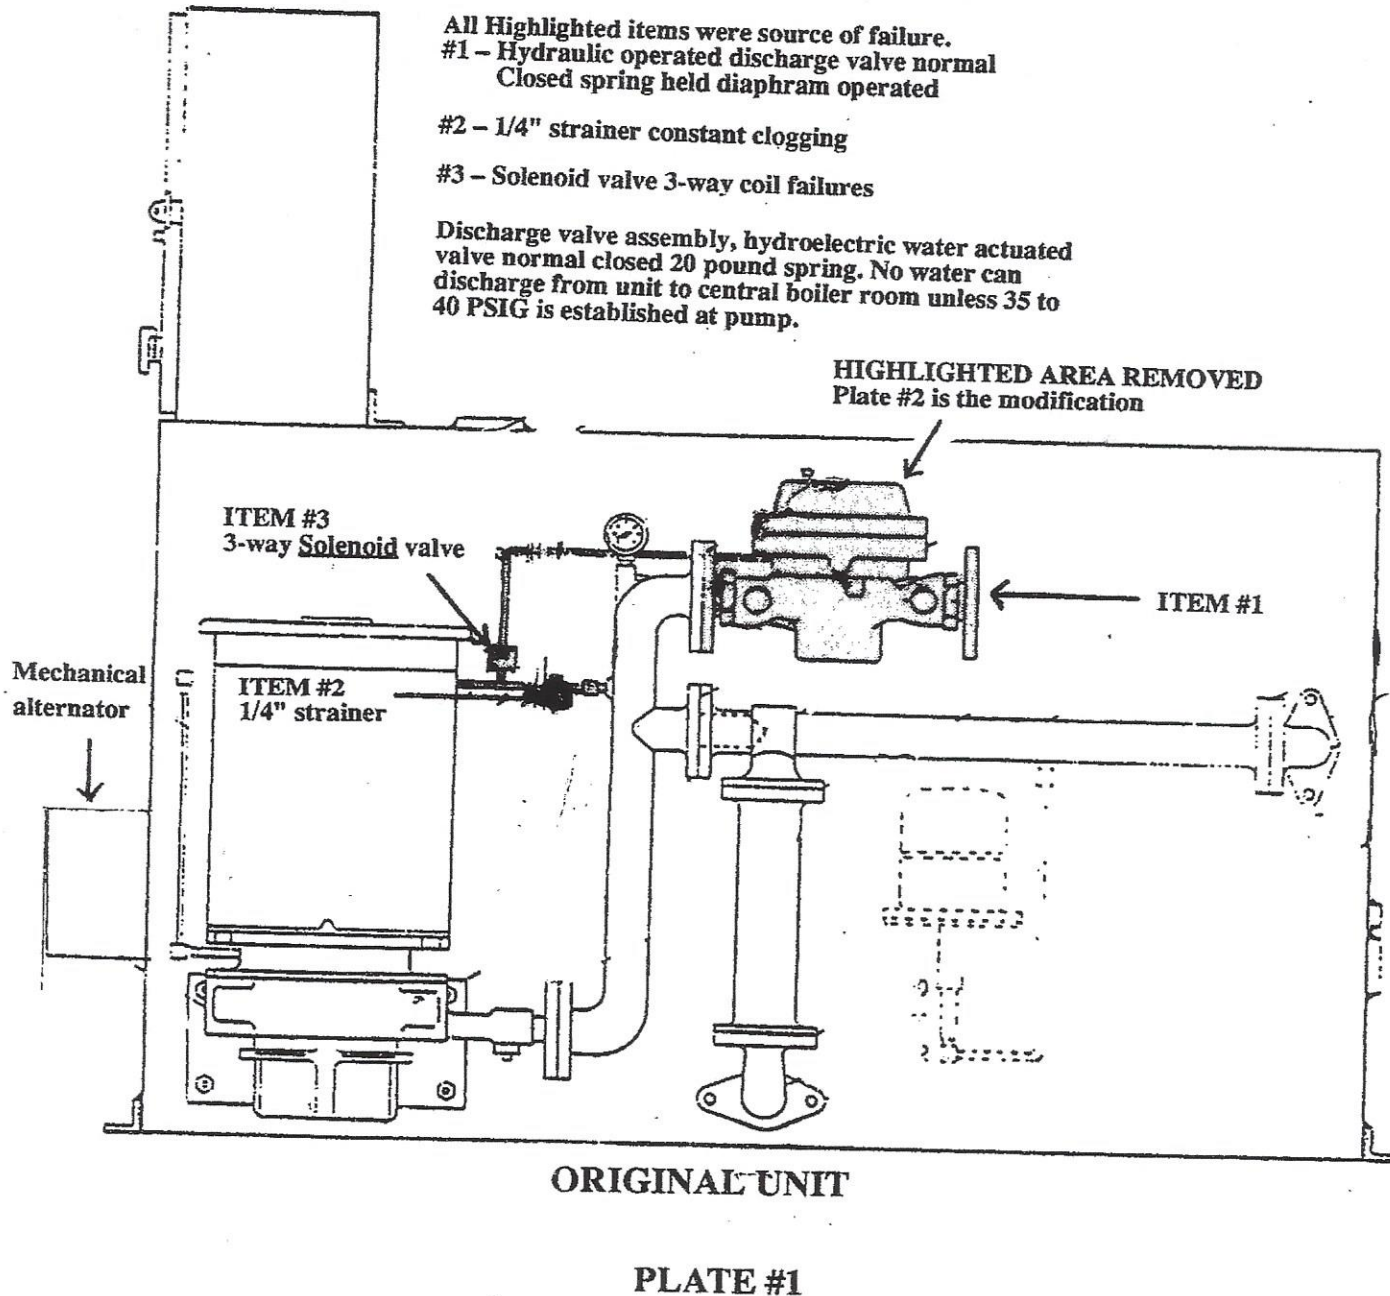 All Highlighted items were source of failure.
#1 – Hydraulic operated discharge valve normal
Closed spring held diaphram operated
#2 – 1/4" strainer constant clogging
#3 – Solenoid valve 3-way coil failures
Discharge valve assembly, hydroelectric water actuated
valve normal closed 20 pound spring. No water can
discharge from unit to central boiler room unless 35 to
40 PSIG is established at pump.
HIGHLIGHTED AREA REMOVED
Plate #2 is the modification
ITEM #3
3-way Solenoid valve
ITEM #1
Mechanical
alternator
ITEM #2
1/4" strainer
ORIGINAL UNIT
PLATE #1